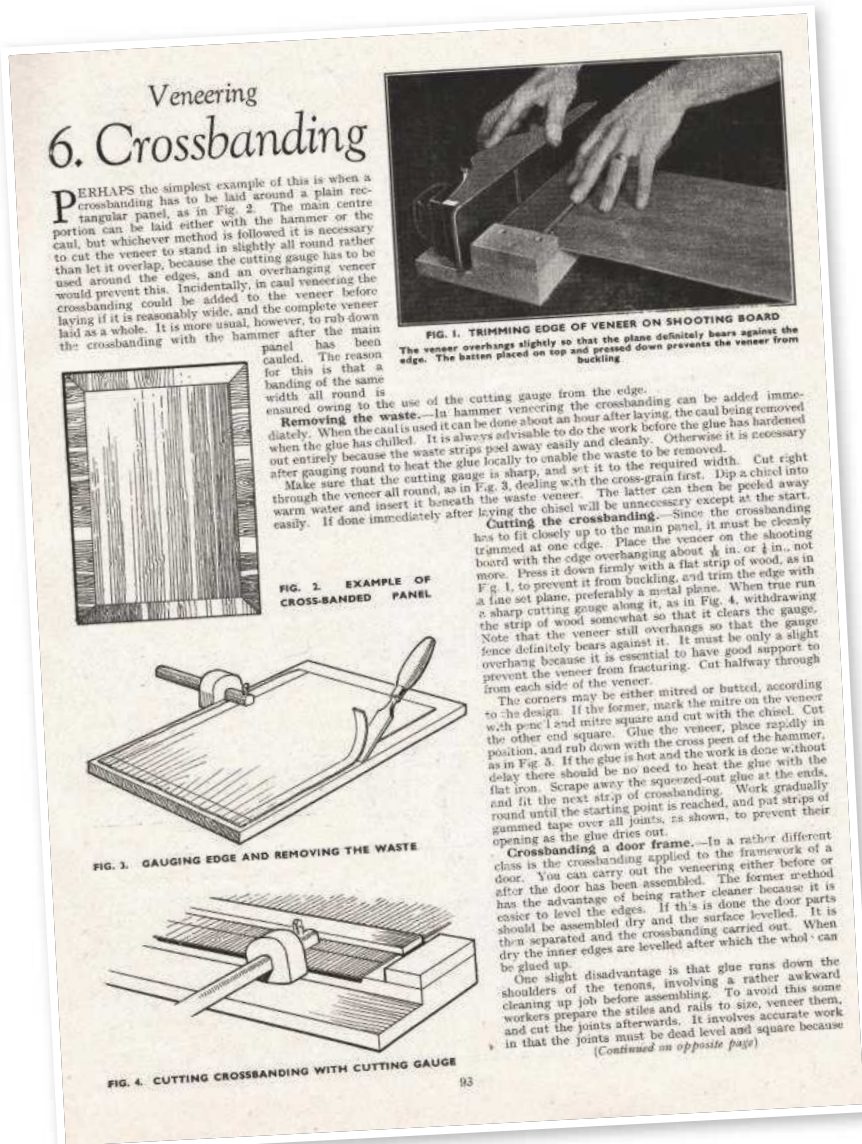 Veneering
6. Crossbanding
PERHAPS the simplest example of this is when a
crossbanding has to be laid around a plain rec-
tangular panel, as in Fig. 2. The main centre
portion can be laid either with the hammer or the
caul, but whichever method is followed it is necessary
to cut the veneer to stand in slightly all round rather
than let it overlap, because the cutting gauge has to be
used around the edges, and an overhanging veneer
would prevent this. Incidentally, in caul veneering the
crossbanding could be added to the veneer before
laying if it is reasonably wide, and the complete veneer
laid as a whole. It is more usual, however, to rub down
the crossbanding with the hammer after the main
panel has been
cauled. The reason
for this is that a
banding of the same
width all round is
ensured owing to the use of the cutting gauge from the edge.
FIG. 1. TRIMMING EDGE OF VENEER ON SHOOTING BOARD
The veneer overhangs slightly so that the plane definitely bears against the
edge. The batten placed on top and pressed down prevents the veneer from
buckling
Removing the waste.—In hammer veneering the crossbanding can be added imme-
diately. When the caul is used it can be done about an hour after laying, the caul being removed
when the glue has chilled. It is always advisable to do the work before the glue has hardened
out entirely because the waste strips peel away easily and cleanly. Otherwise it is necessary
after gauging round to heat the glue locally to enable the waste to be removed.
Make sure that the cutting gauge is sharp, and set it to the required width. Cut right
through the veneer all round, as in Fig. 3, dealing with the cross-grain first. Dip a chisel into
warm water and insert it beneath the waste veneer. The latter can then be peeled away
easily. If done immediately after laying the chisel will be unnecessary except at the start.
FIG. 2. EXAMPLE OF
CROSS-BANDED PANEL
Cutting the crossbanding.—Since the crossbanding
has to fit closely up to the main panel, it must be cleanly
trimmed at one edge. Place the veneer on the shooting
board with the edge overhanging about in. or in., not
more. Press it down firmly with a flat strip of wood, as in
Fig. 1, to prevent it from buckling, and trim the edge with
a fine set plane, preferably a metal plane. When true run
a sharp cutting gauge along it, as in Fig. 4, withdrawing
the strip of wood somewhat so that it clears the gauge.
Note that the veneer still overhangs so that the gauge
fence definitely bears against it. It must be only a slight
overhang because it is essential to have good support to
prevent the veneer from fracturing. Cut halfway through
from each side of the veneer.
The corners may be either mitred or butted, according
to the design. If the former, mark the mitre on the veneer
with pencil and mitre square and cut with the chisel. Cut
the other end square. Glue the veneer, place rapidly in
position, and rub down with the cross peen of the hammer,
as in Fig. 5. If the glue is hot and the work is done without
delay there should be no need to heat the glue with the
flat iron. Scrape away the squeezed-out glue at the ends,
and fit the next strip of crossbanding. Work gradually
round until the starting point is reached, and put strips of
gummed tape over all joints, as shown, to prevent their
opening as the glue dries out.
FIG. 3. GAUGING EDGE AND REMOVING THE WASTE
Crossbanding a door frame.—In a rather different
class is the crossbanding applied to the framework of a
door. You can carry out the veneering either before or
after the door has been assembled. The former method
has the advantage of being rather cleaner because it is
easier to level the edges. If this is done the door parts
should be assembled dry and the surface levelled. It is
then separated and the crossbanding carried out. When
dry the inner edges are levelled after which the whol can
be glued up.
One slight disadvantage is that glue runs down the
shoulders of the tenons, involving a rather awkward
cleaning up job before assembling. To avoid this some
workers prepare the stiles and rails to size, veneer them,
and cut the joints afterwards. It involves accurate work
in that the joints must be dead level and square because
(Continued on opposite page)
FIG. 4. CUTTING CROSSBANDING WITH CUTTING GAUGE
93